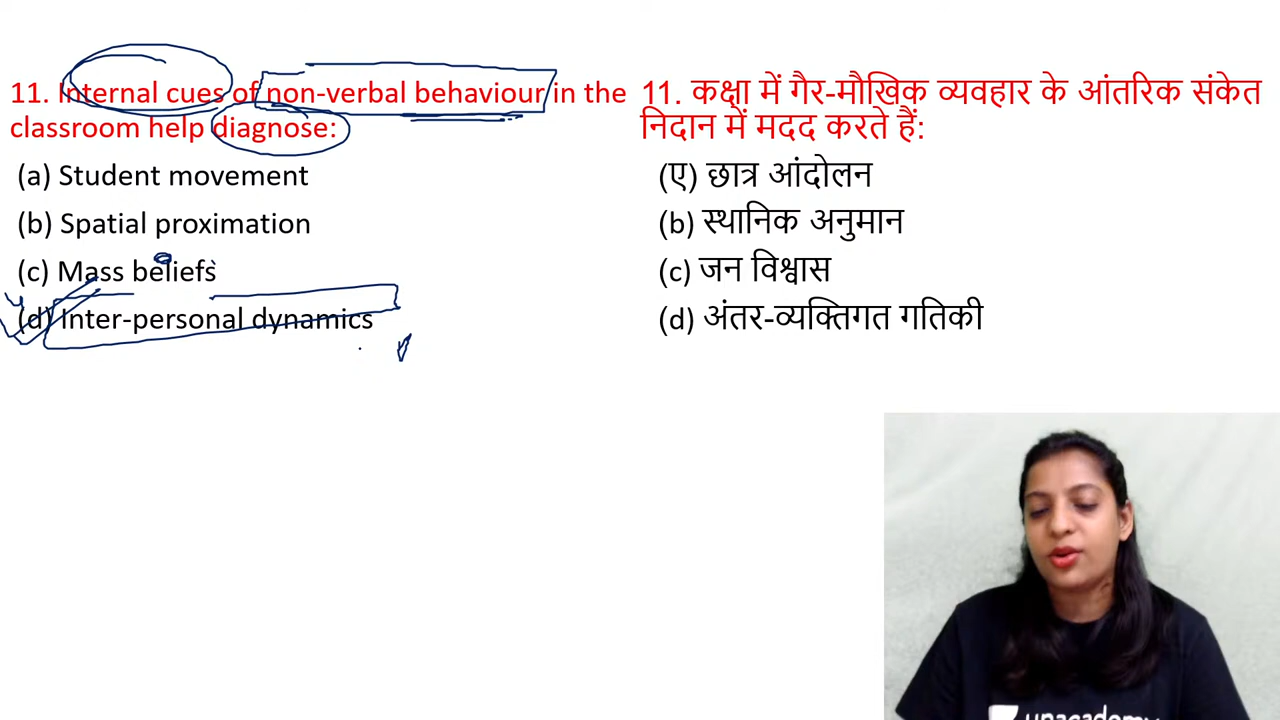 11. Internal cues of non-verbal behaviour in the
classroom help diagnose:
(a) Student movement
(b) Spatial proximation
(c) Mass beliefs
(d) Inter-personal dynamics
11. कक्षा में गैर-मौखिक व्यवहार के आंतरिक संकेत
निदान में मदद करते हैं:
(ए) छात्र आंदोलन
(b) स्थानिक अनुमान
(c) जन विश्वास
(d) अंतर-व्यक्तिगत गतिकी
unacademy